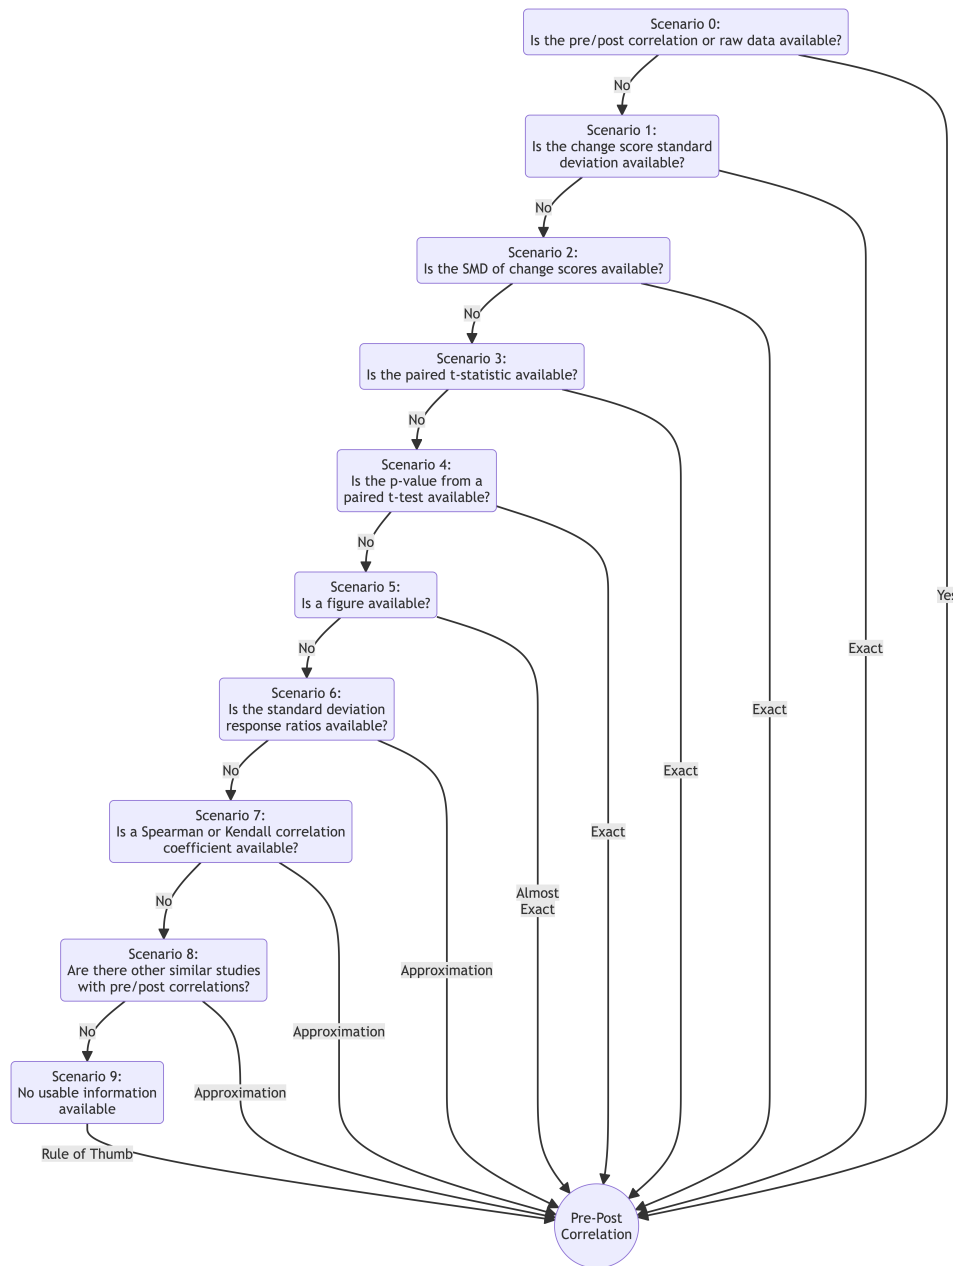 Scenario 0:
Is the pre/post correlation or raw data available?
No
Scenario 1:
Is the change score standard
deviation available?
No
Scenario 2:
Is the SMD of change scores available?
No
Scenario 3:
Is the paired t-statistic available?
No
Scenario 4:
Is the p-value from a
paired t-test available?
No
Scenario 5:
Is a figure available?
Yes
No
Exact
Scenario 6:
Is the standard deviation
response ratios available?
Exact
No
Exact
Scenario 7:
Is a Spearman or Kendall correlation
coefficient available?
Exact
No
Almost
Exact
Scenario 8:
Are there other similar studies
with pre/post correlations?
Approximation
No
Approximation
Scenario 9:
No usable information
available
Approximation
Rule of Thumb
Pre-Post
Correlation